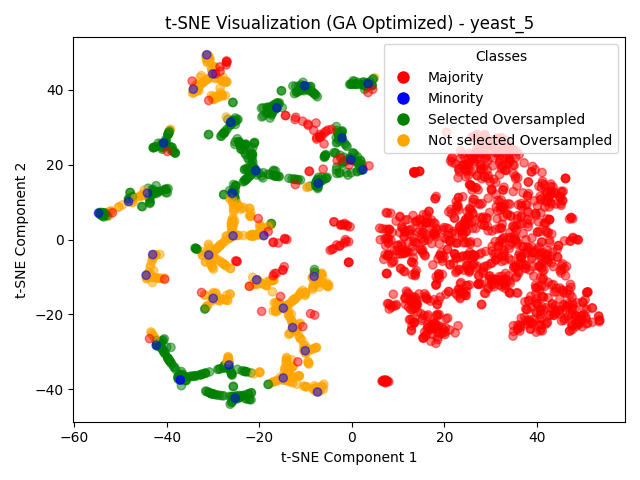 t-SNE Visualization (GA Optimized) - yeast_5
Classes
Majority
Minority
Selected Oversampled
Not selected Oversampled
t-SNE Component 2
40
20
0
−20
−40
−60
−40
−20
0
20
40
t-SNE Component 1